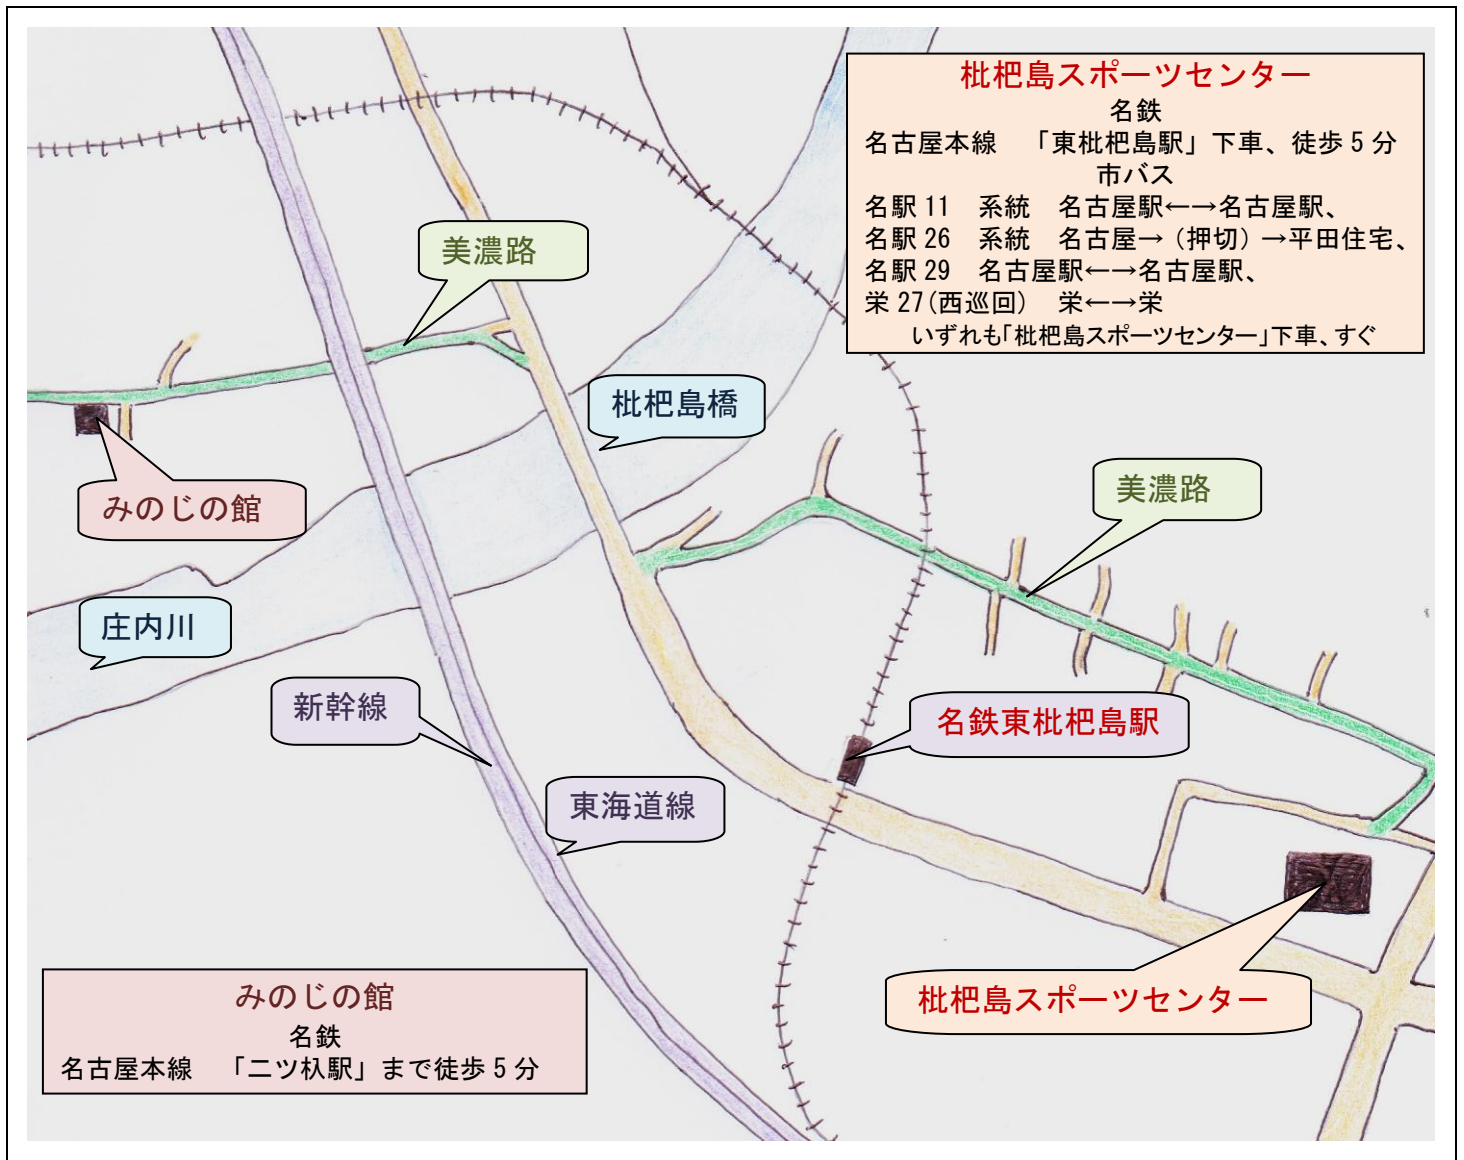 枇杷島スポーツセンター
名鉄
名古屋本線　「東枇杷島駅」下車、徒歩５分
市バス
名駅11　系統　名古屋駅←→名古屋駅、
名駅26　系統　名古屋→（押切）→平田住宅、
名駅29　名古屋駅←→名古屋駅、
栄27(西巡回)　栄←→栄
いずれも「枇杷島スポーツセンター」下車、すぐ
美濃路
枇杷島橋
みのじの館
美濃路
庄内川
新幹線
名鉄東枇杷島駅
東海道線
枇杷島スポーツセンター
みのじの館
名鉄
名古屋本線　「二ツ杁駅」まで徒歩５分